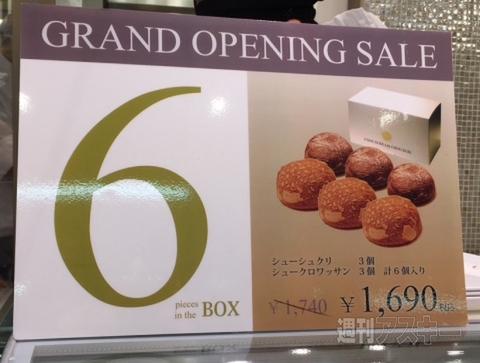 GRAND OPENING SALE
6
pieces
in the BOX
シューシュクリ 3個
シュークロワッサン 3個 計6個入り
¥1,740 ¥1,690
週刊アスキー